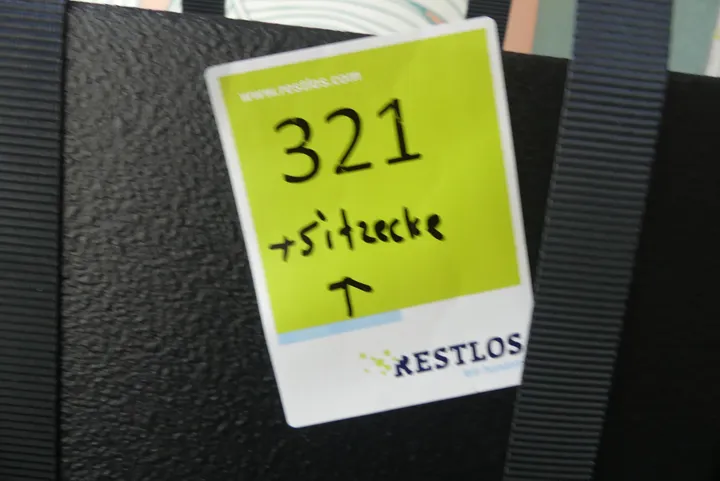 www.restlos.com
321
+ Sitzecke
↑
RESTLOS